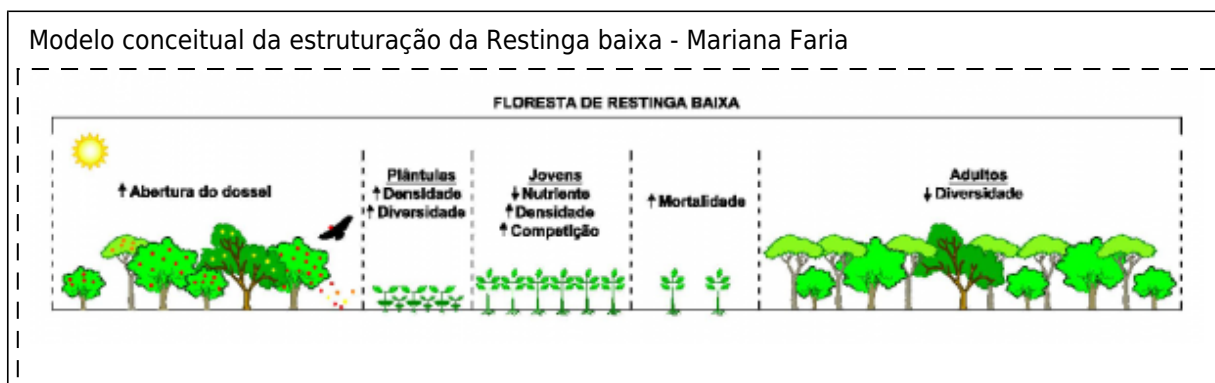 Modelo conceitual da estruturação da Restinga baixa - Mariana Faria
FLORESTA DE RESTINGA BAIXA
↑ Abertura do dossel
Plântulas
↑ Densidade
↑ Diversidade
Jovens
↓ Nutriente
↑ Densidade
↑ Competição
↑ Mortalidade
Adultos
↓ Diversidade